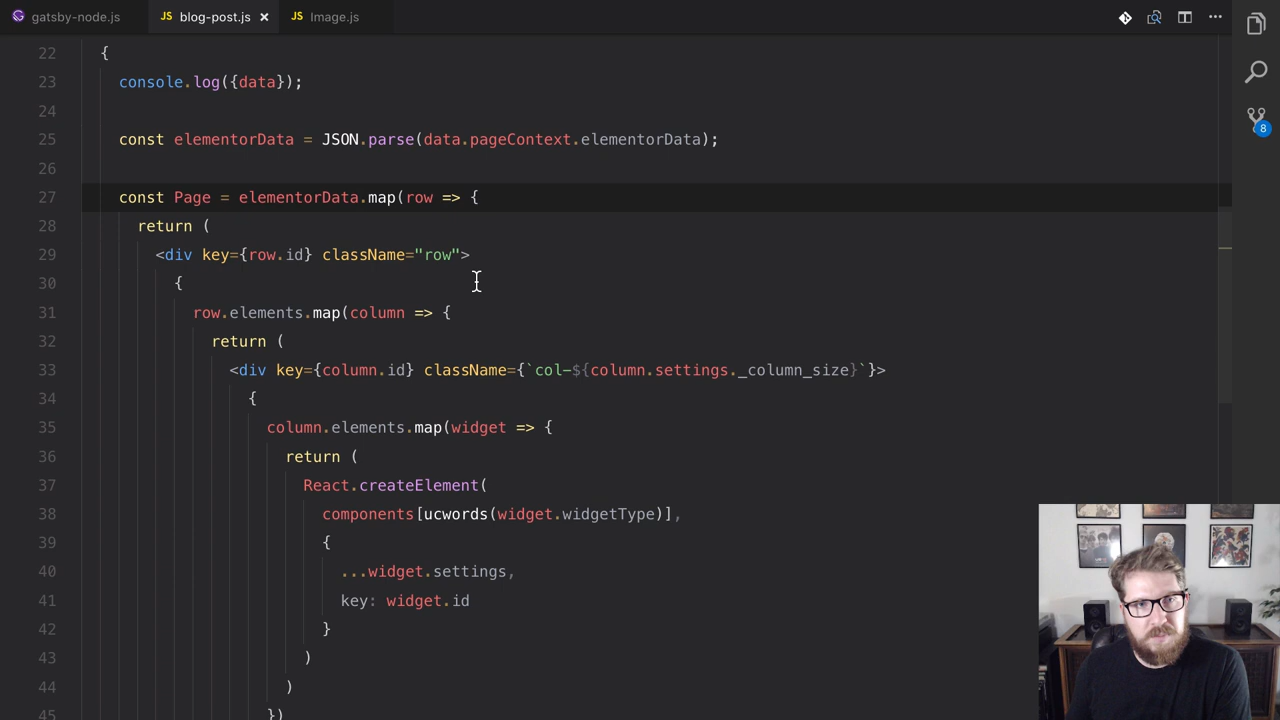 gatsby-node.js
JS blog-post.js ×
JS Image.js
22 {
23 console.log({data});
24
25 const elementorData = JSON.parse(data.pageContext.elementorData);
26
27 const Page = elementorData.map(row => {
28 return (
29 <div key={row.id} className="row">
30 {
31 row.elements.map(column => {
32 return (
33 <div key={column.id} className={`col-${column.settings._column_size}`}>
34 {
35 column.elements.map(widget => {
36 return (
37 React.createElement(
38 components[ucwords(widget.widgetType)],
39 {
40 ...widget.settings,
41 key: widget.id
42 }
43 )
44 )
45 })
8